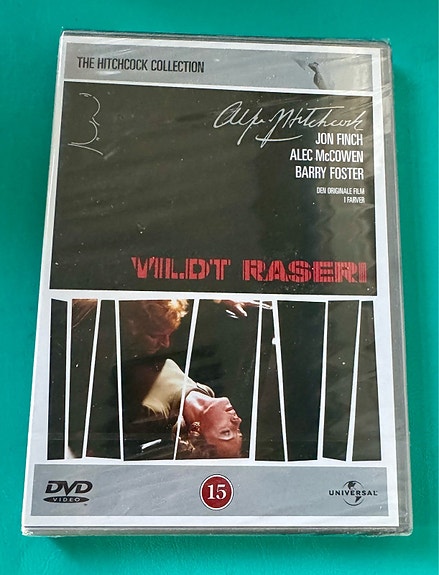 THE HITCHCOCK COLLECTION
Alfred Hitchcock
JON FINCH
ALEC McCOWEN
BARRY FOSTER
DEN ORIGINALE FILM
I FARVER
VILDT RASERI
DVD
VIDEO
15
UNIVERSAL